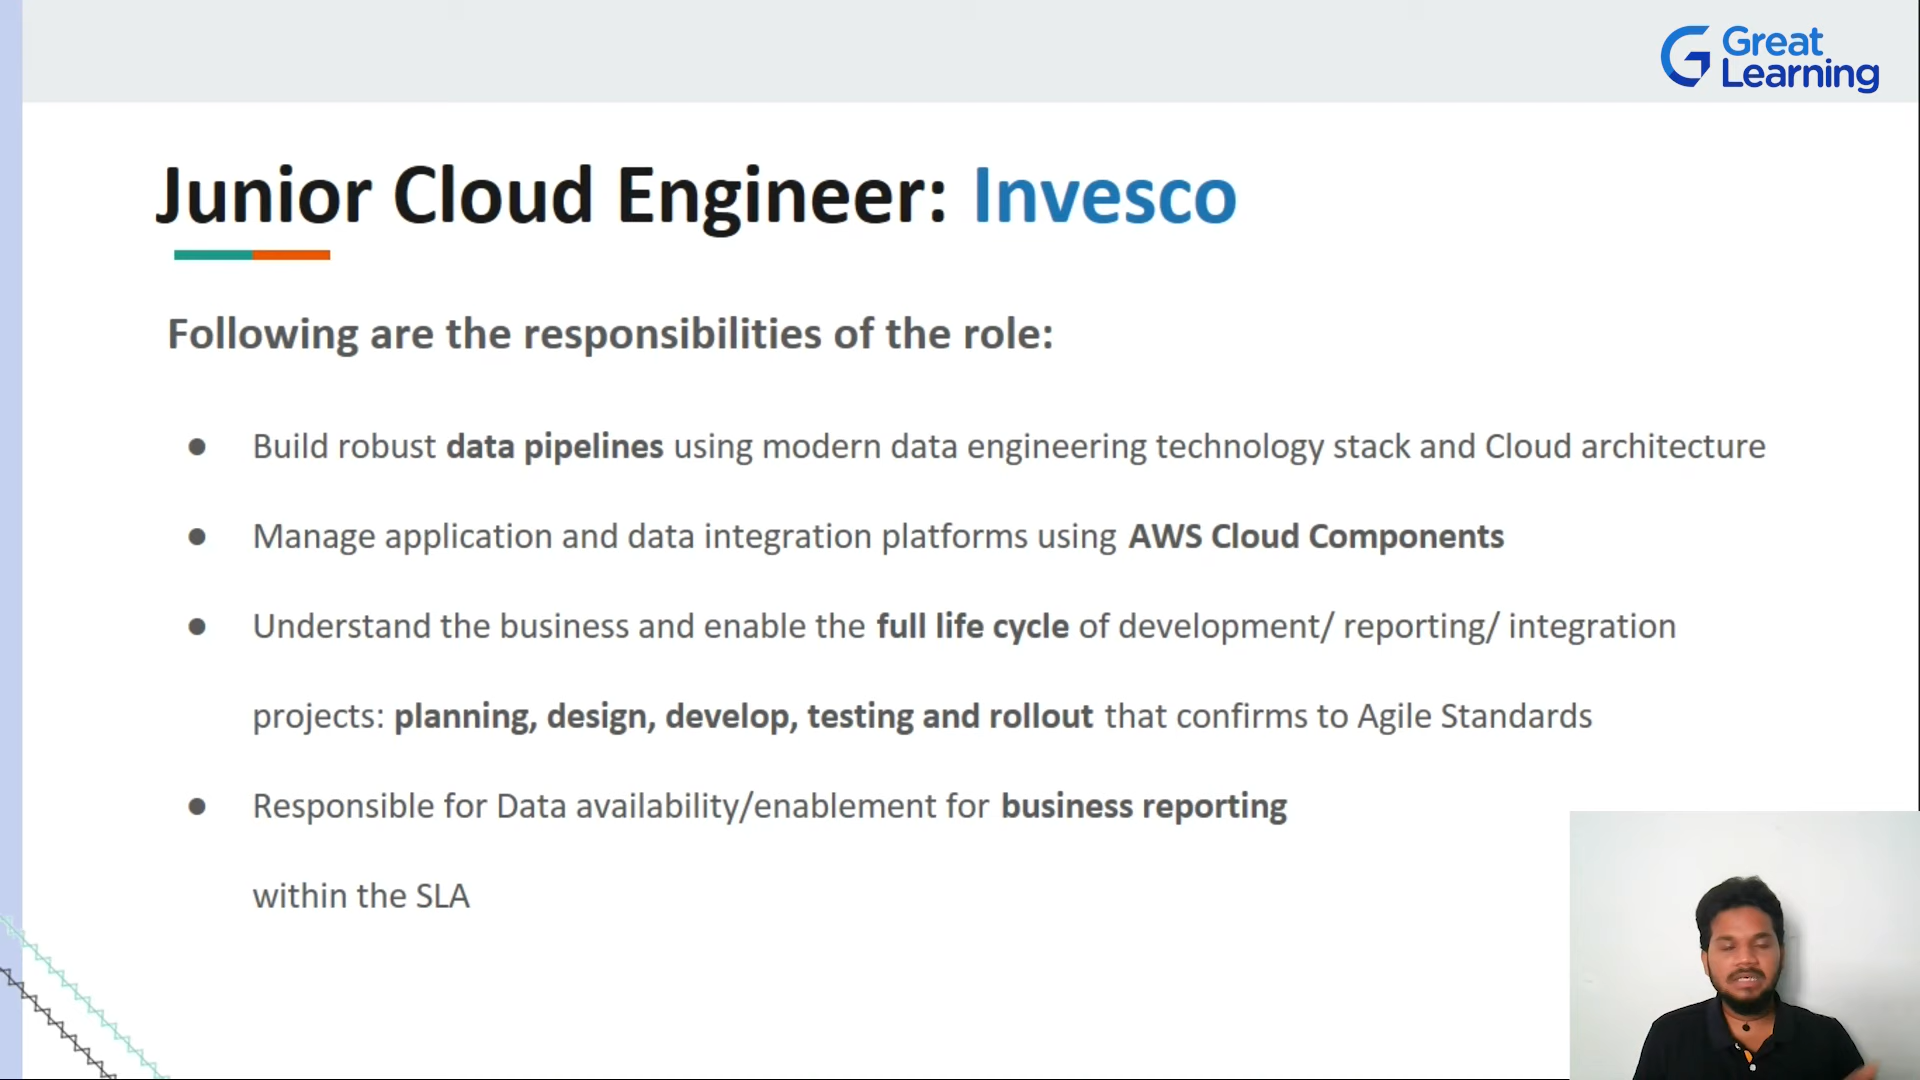 Great
Learning
Junior Cloud Engineer: Invesco
Following are the responsibilities of the role:
● Build robust data pipelines using modern data engineering technology stack and Cloud architecture
● Manage application and data integration platforms using AWS Cloud Components
● Understand the business and enable the full life cycle of development/ reporting/ integration
projects: planning, design, develop, testing and rollout that confirms to Agile Standards
● Responsible for Data availability/enablement for business reporting
within the SLA